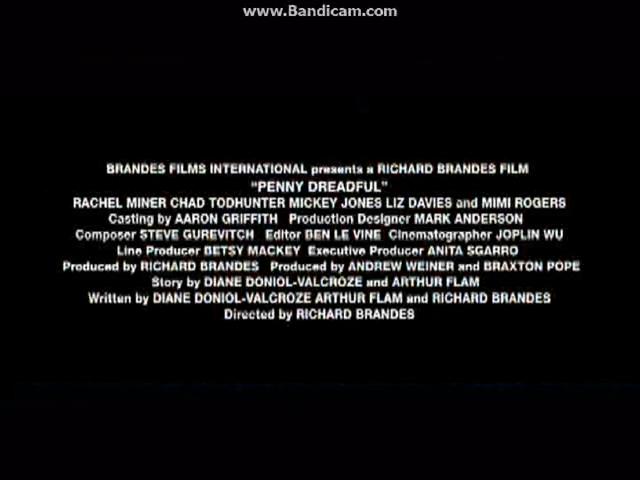 www.Bandicam.com
BRANDES FILMS INTERNATIONAL presents a RICHARD BRANDES FILM
"PENNY DREADFUL"
RACHEL MINER CHAD TODHUNTER MICKEY JONES LIZ DAVIES and MIMI ROGERS
Casting by AARON GRIFFITH Production Designer MARK ANDERSON
Composer STEVE GUREVITCH Editor BEN LE VINE Cinematographer JOPLIN WU
Line Producer BETSY MACKEY Executive Producer ANITA SGARRO
Produced by RICHARD BRANDES Produced by ANDREW WEINER and BRAXTON POPE
Story by DIANE DONIOL-VALCROZE and ARTHUR FLAM
Written by DIANE DONIOL-VALCROZE ARTHUR FLAM and RICHARD BRANDES
Directed by RICHARD BRANDES